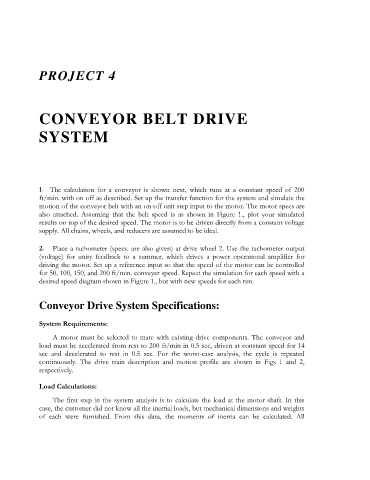 PROJECT 4
CONVEYOR BELT DRIVE
SYSTEM
1- The calculation for a conveyor is shown next, which runs at a constant speed of 200
ft/min. with on off as described. Set up the transfer function for the system and simulate the
motion of the conveyor belt with an on-off unit step input to the motor. The motor specs are
also attached. Assuming that the belt speed is as shown in Figure 1., plot your simulated
results on top of the desired speed. The motor is to be driven directly from a constant voltage
supply. All chains, wheels, and reducers are assumed to be ideal.
2- Place a tachometer (specs. are also given) at drive wheel 2. Use the tachometer output
(voltage) for unity feedback to a summer, which drives a power operational amplifier for
driving the motor. Set up a reference input so that the speed of the motor can be controlled
for 50, 100, 150, and 200 ft/min. conveyor speed. Repeat the simulation for each speed with a
desired speed diagram shown in Figure 1., but with new speeds for each run.
Conveyor Drive System Specifications:
System Requirements:
A motor must be selected to mate with existing drive components. The conveyor and
load must be accelerated from rest to 200 ft/min in 0.5 sec, driven at constant speed for 14
sec and decelerated to rest in 0.5 sec. For the worst-case analysis, the cycle is repeated
continuously. The drive train description and motion profile are shown in Figs 1 and 2,
respectively.
Load Calculations:
The first step in the system analysis is to calculate the load at the motor shaft. In this
case, the customer did not know all the inertial loads, but mechanical dimensions and weights
of each were furnished. From this data, the moments of inertia can be calculated. All